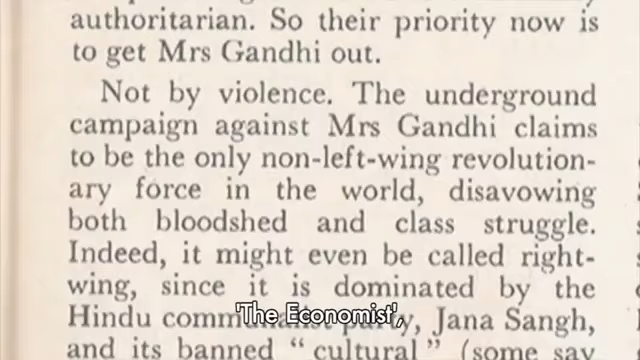 authoritarian. So their priority now is
to get Mrs Gandhi out.
Not by violence. The underground
campaign against Mrs Gandhi claims
to be the only non-left-wing revolution-
ary force in the world, disavowing
both bloodshed and class struggle.
Indeed, it might even be called right-
wing, since it is dominated by the
Hindu communalist party, Jana Sangh,
'The Economist',
and its banned “ cultural ” (some say